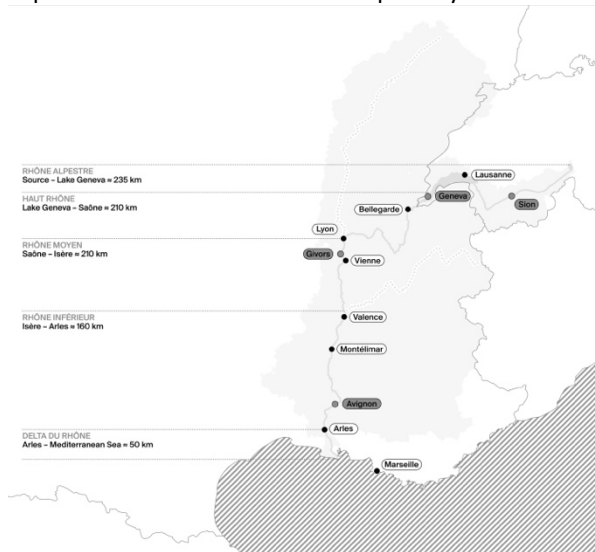 RHÔNE ALPESTRE
Source – Lake Geneva ≈ 235 km
Lausanne
HAUT RHÔNE
Lake Geneva – Saône ≈ 210 km
Geneva
Sion
Bellegarde
Lyon
RHÔNE MOYEN
Saône – Isère ≈ 210 km
Givors
Vienne
RHÔNE INFÉRIEUR
Isère – Arles ≈ 160 km
Valence
Montélimar
Avignon
Arles
DELTA DU RHÔNE
Arles – Mediterranean Sea ≈ 50 km
Marseille